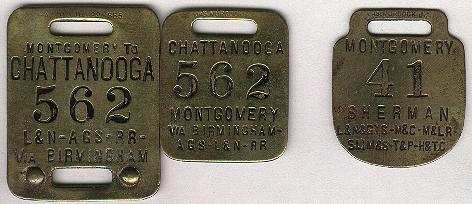 MONTGOMERY TO
CHATTANOOGA
562
L&N-AGS-RR-
VIA BIRMINGHAM
CHATTANOOGA
562
MONTGOMERY
VIA BIRMINGHAM-
AGS-L&N-RR
MONTGOMERY
41
SHERMAN